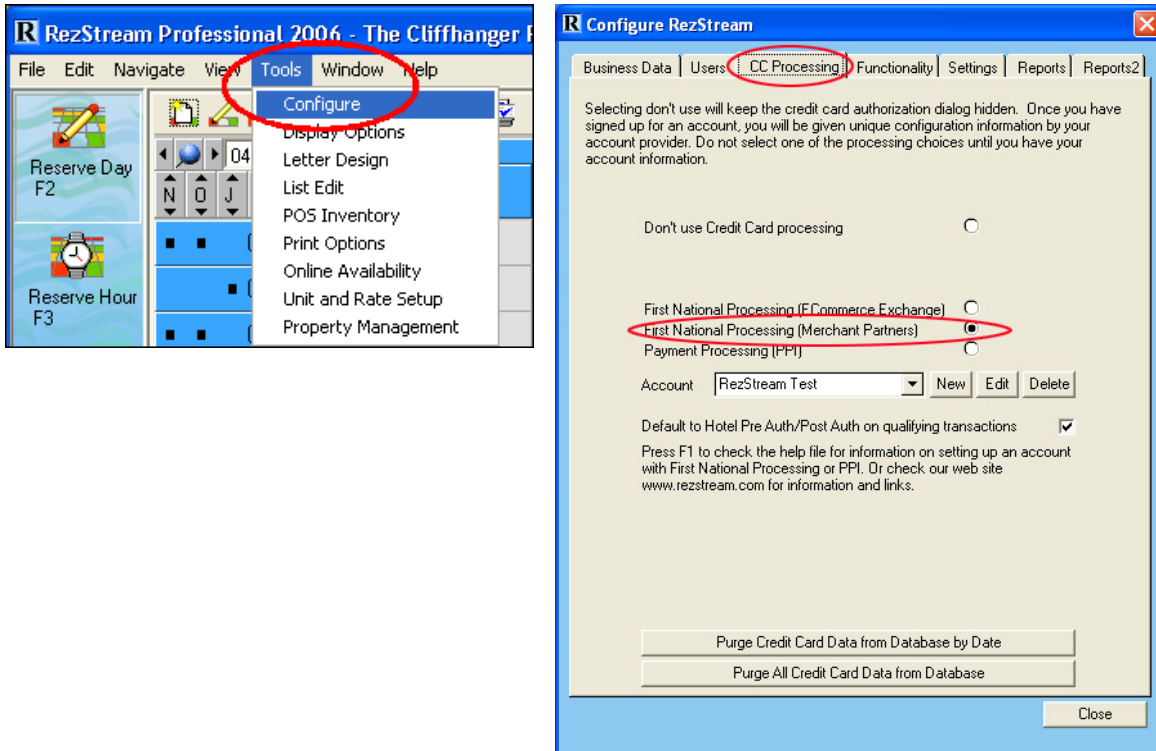 R RezStream Professional 2006 - The Cliffhanger
File Edit Navigate View Tools Window Help
Configure
Display Options
Letter Design
List Edit
POS Inventory
Print Options
Online Availability
Unit and Rate Setup
Property Management
Reserve Day
F2
Reserve Hour
F3
04
N O J
R Configure RezStream
Business Data Users CC Processing Functionality Settings Reports Reports2
Selecting don't use will keep the credit card authorization dialog hidden. Once you have
signed up for an account, you will be given unique configuration information by your
account provider. Do not select one of the processing choices until you have your
account information.
Don't use Credit Card processing
First National Processing (ECommerce Exchange)
First National Processing (Merchant Partners)
Payment Processing (PPI)
Account RezStream Test New Edit Delete
Default to Hotel Pre Auth/Post Auth on qualifying transactions
Press F1 to check the help file for information on setting up an account
with First National Processing or PPI. Or check our web site
www.rezstream.com for information and links.
Purge Credit Card Data from Database by Date
Purge All Credit Card Data from Database
Close